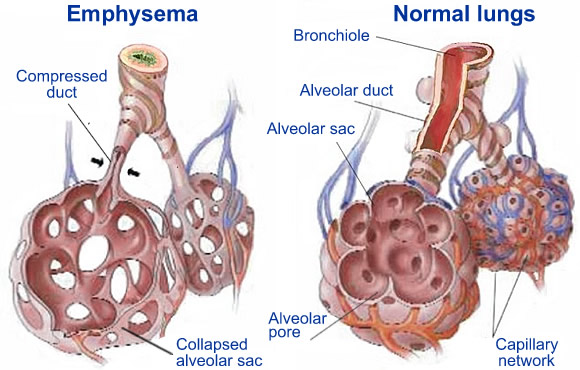 Emphysema
Compressed
duct
Collapsed
alveolar sac
Normal lungs
Bronchiole
Alveolar duct
Alveolar sac
Alveolar
pore
Capillary
network